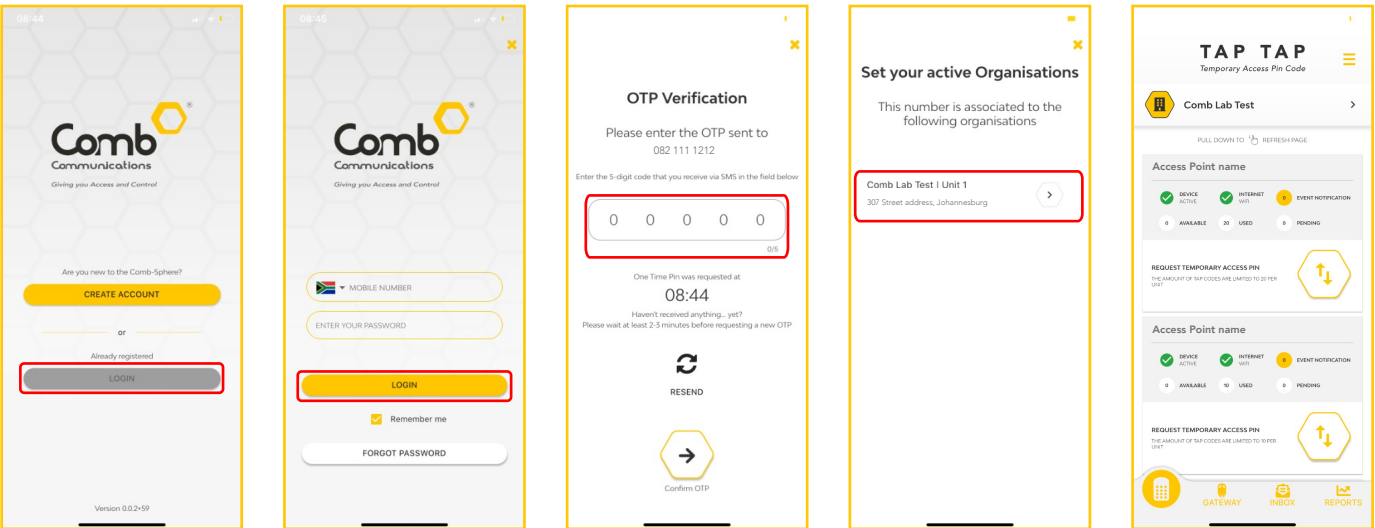 08:44
Comb
®
Communications
Giving you Access and Control
Are you new to the Comb-Sphere?
CREATE ACCOUNT
or
Already registered
LOGIN
Version 0.0.2+59
08:45
Comb
®
Communications
Giving you Access and Control
MOBILE NUMBER
ENTER YOUR PASSWORD
LOGIN
Remember me
FORGOT PASSWORD
OTP Verification
Please enter the OTP sent to
082 111 1212
Enter the 5-digit code that you receive via SMS in the field below
0 0 0 0 0
0/5
One Time Pin was requested at
08:44
Haven't received anything... yet?
Please wait at least 2-3 minutes before requesting a new OTP
RESEND
Confirm OTP
Set your active Organisations
This number is associated to the
following organisations
Comb Lab Test | Unit 1
307 Street address, Johannesburg
TAP TAP
Temporary Access Pin Code
Comb Lab Test
PULL DOWN TO REFRESH PAGE
Access Point name
DEVICE ACTIVE
INTERNET WIFI
0 EVENT NOTIFICATION
0 AVAILABLE 20 USED 0 PENDING
REQUEST TEMPORARY ACCESS PIN
THE AMOUNT OF TAP CODES ARE LIMITED TO 20 PER
UNIT
Access Point name
DEVICE ACTIVE
INTERNET WIFI
0 EVENT NOTIFICATION
0 AVAILABLE 10 USED 0 PENDING
REQUEST TEMPORARY ACCESS PIN
THE AMOUNT OF TAP CODES ARE LIMITED TO 10 PER
UNIT
GATEWAY INBOX REPORTS